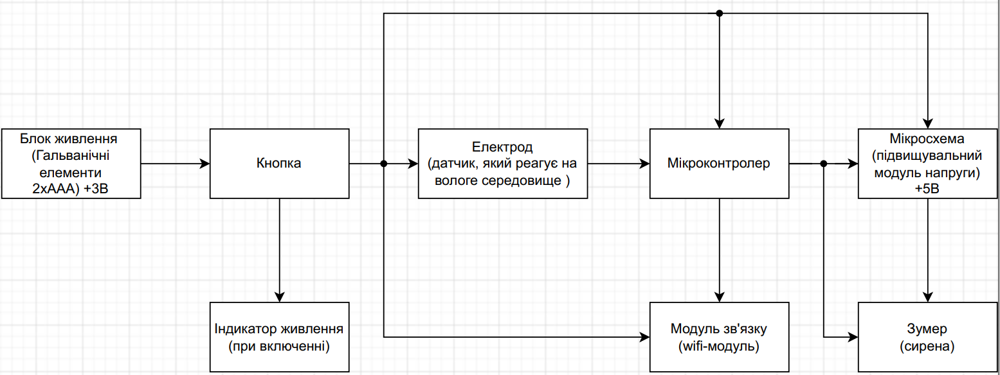 Блок живлення
(Гальванічні
елементи
2xAAA) +3В
Кнопка
Електрод
(датчик, який реагує на
вологе середовище )
Мікроконтролер
Мікросхема
(підвищувальний
модуль напруги)
+5В
Індикатор живлення
(при включенні)
Модуль зв'язку
(wifi-модуль)
Зумер
(сирена)